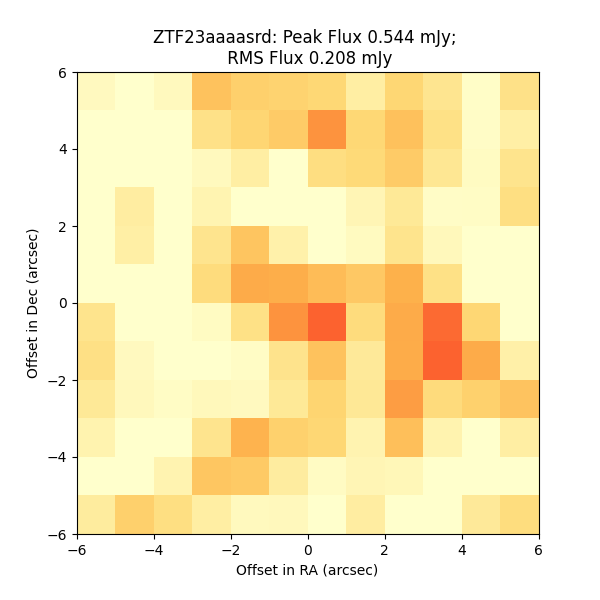 ZTF23aaaasrd: Peak Flux 0.544 mJy;
RMS Flux 0.208 mJy
6
4
2
0
−2
−4
−6
Offset in Dec (arcsec)
−6 −4 −2 0 2 4 6
Offset in RA (arcsec)